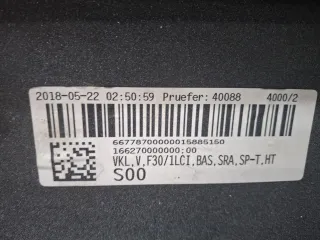 2018-05-22 02:50:59 Pruefer: 40088 4000/2
66778700000015885150
166270000000:00
VKL,V,F30/1LCI,BAS,SRA,SP-T,HT
S00